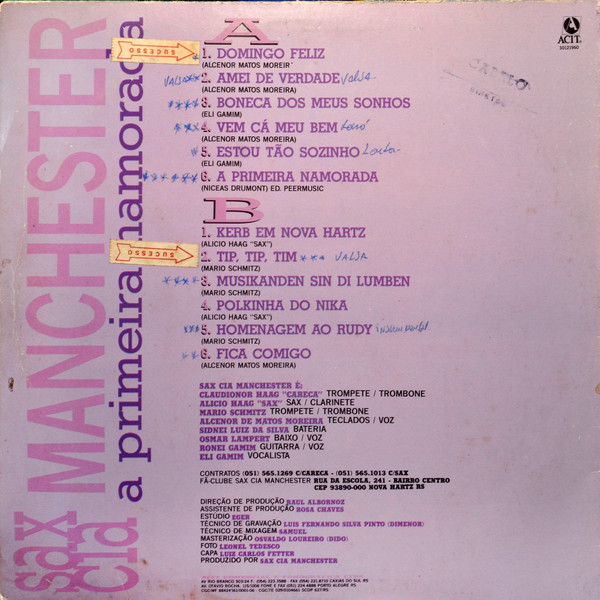 sax
cia
MANCHESTER
a primeira namorada
A
ACIT
SUCESSO
1. DOMINGO FELIZ
(ALCENOR MATOS MOREIRA)
2. AMEI DE VERDADE valsa
(ALCENOR MATOS MOREIRA)
**** 3. BONECA DOS MEUS SONHOS
(ELI GAMIM)
*** 4. VEM CÁ MEU BEM
(ALCENOR MATOS MOREIRA)
* 5. ESTOU TÃO SOZINHO
(ELI GAMIM)
****** 6. A PRIMEIRA NAMORADA
(NICEAS DRUMONT) ED. PEERMUSIC
B
1. KERB EM NOVA HARTZ
(ALICIO HAAG "SAX")
SUCESSO
2. TIP, TIP, TIM *** VALSA
(MARIO SCHMITZ)
**** 3. MUSIKANDEN SIN DI LUMBEN
(MARIO SCHMITZ)
4. POLKINHA DO NIKA
(ALICIO HAAG "SAX")
*** 5. HOMENAGEM AO RUDY instrumental
(MARIO SCHMITZ)
** 6. FICA COMIGO
(ALCENOR MATOS MOREIRA)
SAX CIA MANCHESTER É:
CLAUDIONOR HAAG "CARECA" TROMPETE / TROMBONE
ALICIO HAAG "SAX" SAX / CLARINETE
MARIO SCHMITZ TROMPETE / TROMBONE
ALCENOR DE MATOS MOREIRA TECLADOS / VOZ
SIDNEI LUIZ DA SILVA BATERIA
OSMAR LAMPERT BAIXO / VOZ
RONEI GAMIM GUITARRA / VOZ
ELI GAMIM VOCALISTA
CONTRATOS (051) 565.1269 C/CARECA - (051) 565.1013 C/SAX
FÃ-CLUBE SAX CIA MANCHESTER RUA DA ESCOLA, 241 - BAIRRO CENTRO
CEP 93890-000 NOVA HARTZ RS
DIREÇÃO DE PRODUÇÃO RAUL ALBORNOZ
ASSISTENTE DE PRODUÇÃO ROSA CHAVES
ESTÚDIO EGER
TÉCNICO DE GRAVAÇÃO LUIS FERNANDO SILVA PINTO (DIMENOR)
TÉCNICO DE MIXAGEM SAMUEL
MASTERIZAÇÃO OSVALDO LOUREIRO (DIDO)
FOTO LEONEL TEDESCO
CAPA LUIZ CARLOS FETTER
PRODUZIDO POR SAX CIA MANCHESTER